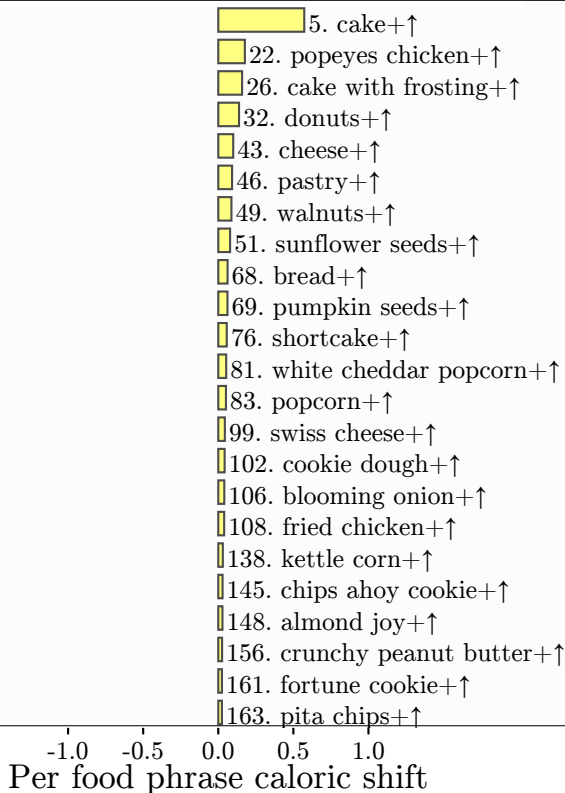 5. cake+↑
22. popeyes chicken+↑
26. cake with frosting+↑
32. donuts+↑
43. cheese+↑
46. pastry+↑
49. walnuts+↑
51. sunflower seeds+↑
68. bread+↑
69. pumpkin seeds+↑
76. shortcake+↑
81. white cheddar popcorn+↑
83. popcorn+↑
99. swiss cheese+↑
102. cookie dough+↑
106. blooming onion+↑
108. fried chicken+↑
138. kettle corn+↑
145. chips ahoy cookie+↑
148. almond joy+↑
156. crunchy peanut butter+↑
161. fortune cookie+↑
163. pita chips+↑
-1.0 -0.5 0.0 0.5 1.0
Per food phrase caloric shift